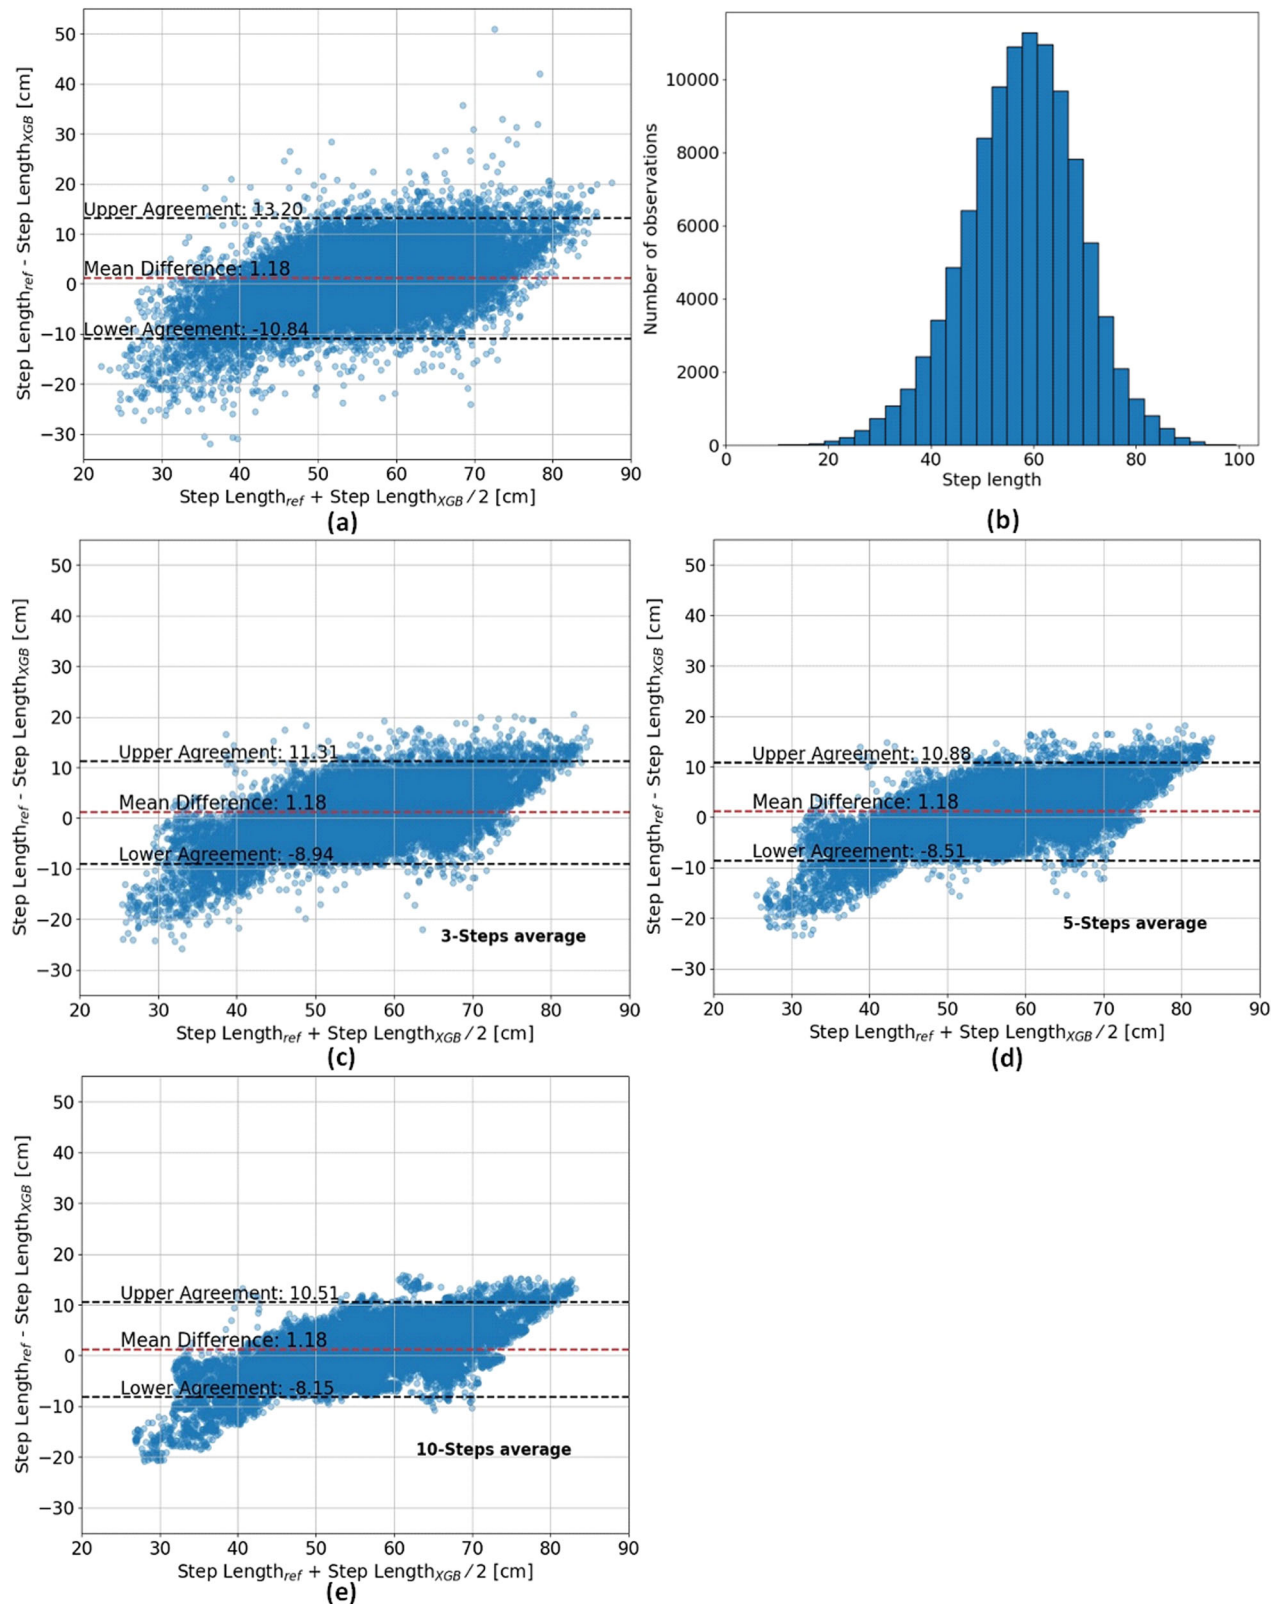 Step Length_ref - Step Length_XGB [cm]
50
40
30
20
10
0
−10
−20
−30
Upper Agreement: 13.20
Mean Difference: 1.18
Lower Agreement: -10.84
20 30 40 50 60 70 80 90
Step Length_ref + Step Length_XGB / 2 [cm]
(a)
Number of observations
10000
8000
6000
4000
2000
0
0 20 40 60 80 100
Step length
(b)
Step Length_ref - Step Length_XGB [cm]
50
40
30
20
10
0
−10
−20
−30
Upper Agreement: 11.31
Mean Difference: 1.18
Lower Agreement: -8.94
3-Steps average
20 30 40 50 60 70 80 90
Step Length_ref + Step Length_XGB / 2 [cm]
(c)
Step Length_ref - Step Length_XGB [cm]
50
40
30
20
10
0
−10
−20
−30
Upper Agreement: 10.88
Mean Difference: 1.18
Lower Agreement: -8.51
5-Steps average
20 30 40 50 60 70 80 90
Step Length_ref + Step Length_XGB / 2 [cm]
(d)
Step Length_ref - Step Length_XGB [cm]
50
40
30
20
10
0
−10
−20
−30
Upper Agreement: 10.51
Mean Difference: 1.18
Lower Agreement: -8.15
10-Steps average
20 30 40 50 60 70 80 90
Step Length_ref + Step Length_XGB / 2 [cm]
(e)